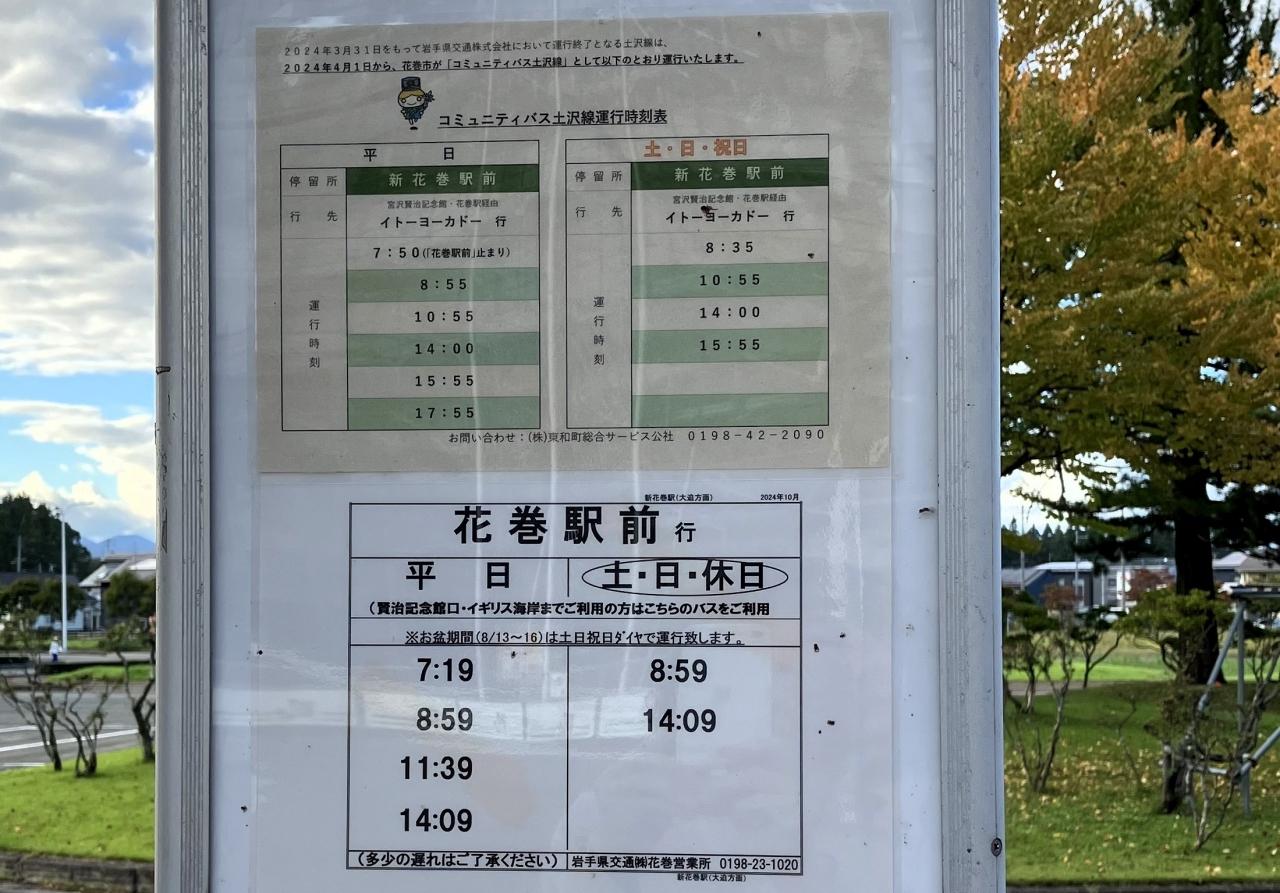 2024年3月31日をもって岩手県交通株式会社において運行終了となる土沢線は、
2024年4月1日から、花巻市が「コミュニティバス土沢線」として以下のとおり運行いたします。
コミュニティバス土沢線運行時刻表
平 日
停留所 新花巻駅前
行 先 宮沢賢治記念館・花巻駅経由
イトーヨーカドー 行
運行時刻
7:50(「花巻駅前」止まり)
8:55
10:55
14:00
15:55
17:55
土・日・祝日
停留所 新花巻駅前
行 先 宮沢賢治記念館・花巻駅経由
イトーヨーカドー 行
運行時刻
8:35
10:55
14:00
15:55
お問い合わせ：(株)東和町総合サービス公社 0198-42-2090
新花巻駅(大迫方面) 2024年10月
花巻駅前 行
平 日 土・日・休日
(賢治記念館口・イギリス海岸までご利用の方はこちらのバスをご利用
※お盆期間(8/13～16)は土日祝日ダイヤで運行致します。
7:19 8:59
8:59 14:09
11:39
14:09
(多少の遅れはご了承ください) 岩手県交通㈱花巻営業所 0198-23-1020
新花巻駅(大迫方面)